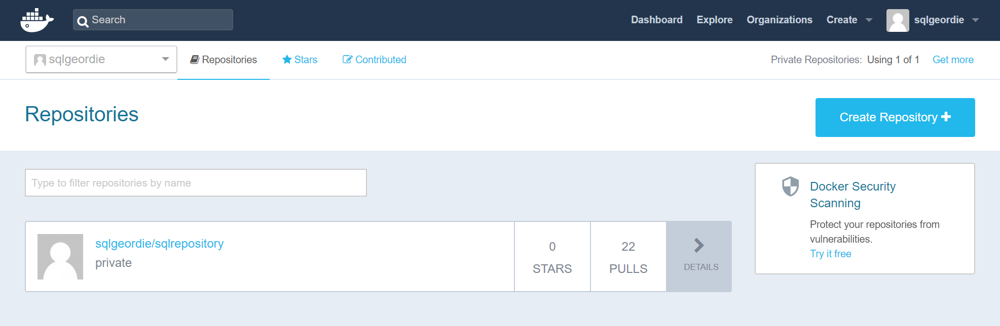 Search
Dashboard Explore Organizations Create sqlgeordie
sqlgeordie Repositories Stars Contributed Private Repositories: Using 1 of 1 Get more
Repositories
Create Repository
Type to filter repositories by name
sqlgeordie/sqlrepository
private
0
STARS
22
PULLS
DETAILS
Docker Security
Scanning
Protect your repositories from
vulnerabilities.
Try it free